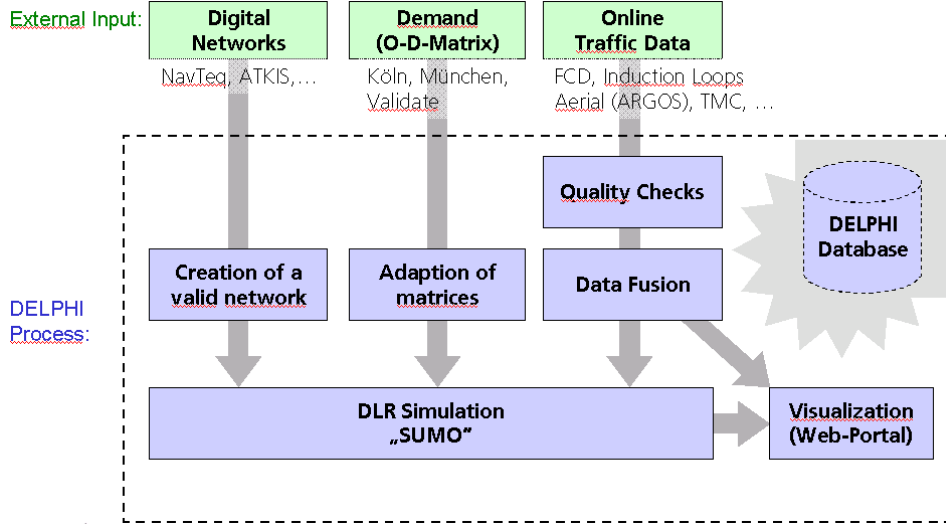 External Input:
Digital
Networks
Demand
(O-D-Matrix)
Online
Traffic Data
NavTeq, ATKIS,...
Köln, München,
Validate
FCD, Induction Loops
Aerial (ARGOS), TMC, ...
Quality Checks
DELPHI
Database
Creation of a
valid network
Adaption of
matrices
Data Fusion
DELPHI
Process:
DLR Simulation
„SUMO“
Visualization
(Web-Portal)